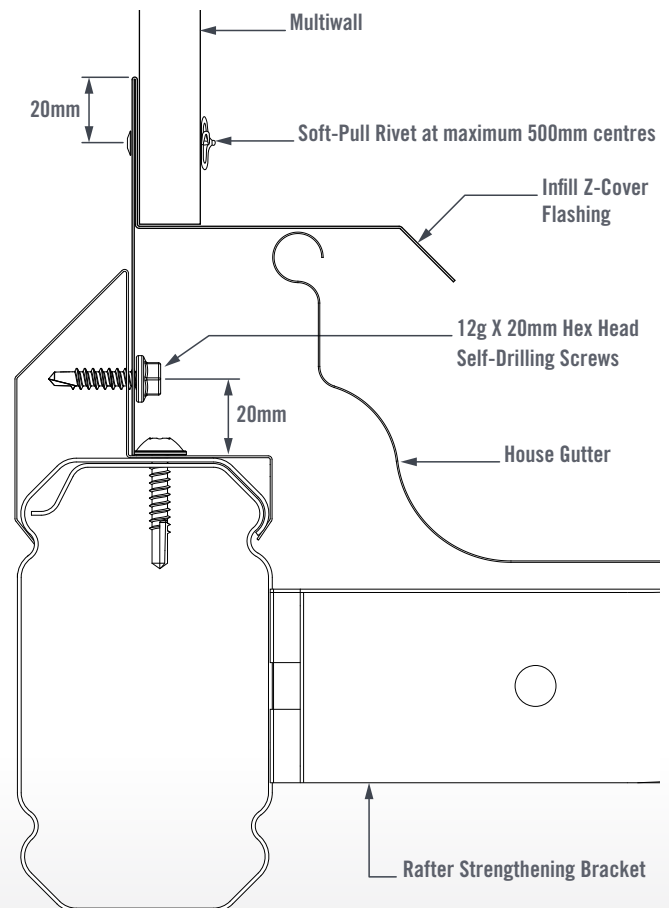 Multiwall
20mm
Soft-Pull Rivet at maximum 500mm centres
Infill Z-Cover
Flashing
12g X 20mm Hex Head
Self-Drilling Screws
20mm
House Gutter
Rafter Strengthening Bracket